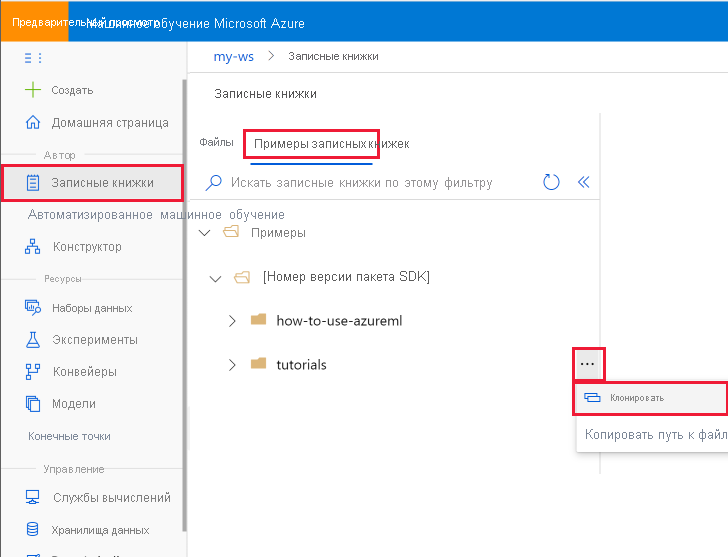 Предварительный просмотр
Машинное обучение Microsoft Azure
my-ws > Записные книжки
Создать
Записные книжки
Домашняя страница
Файлы
Примеры записных книжек
Автор
Записные книжки
Искать записные книжки по этому фильтру
Автоматизированное машинное обучение
Примеры
Конструктор
Ресурсы
[Номер версии пакета SDK]
Наборы данных
how-to-use-azureml
Эксперименты
tutorials
...
Конвейеры
Клонировать
Модели
Копировать путь к файл
Конечные точки
Управление
Службы вычислений
Хранилища данных